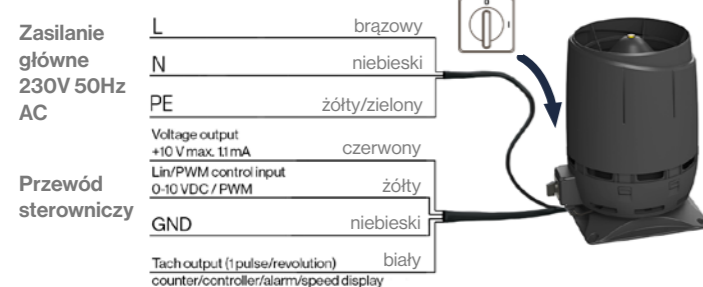 Zasilanie
główne
230V 50Hz
AC
L brązowy
N niebieski
PE żółty/zielony
Przewód
sterowniczy
Voltage output
+10 V max. 1.1 mA czerwony
Lin/PWM control input
0-10 VDC / PWM żółty
GND niebieski
Tach output (1 pulse/revolution) biały
counter/controller/alarm/speed display